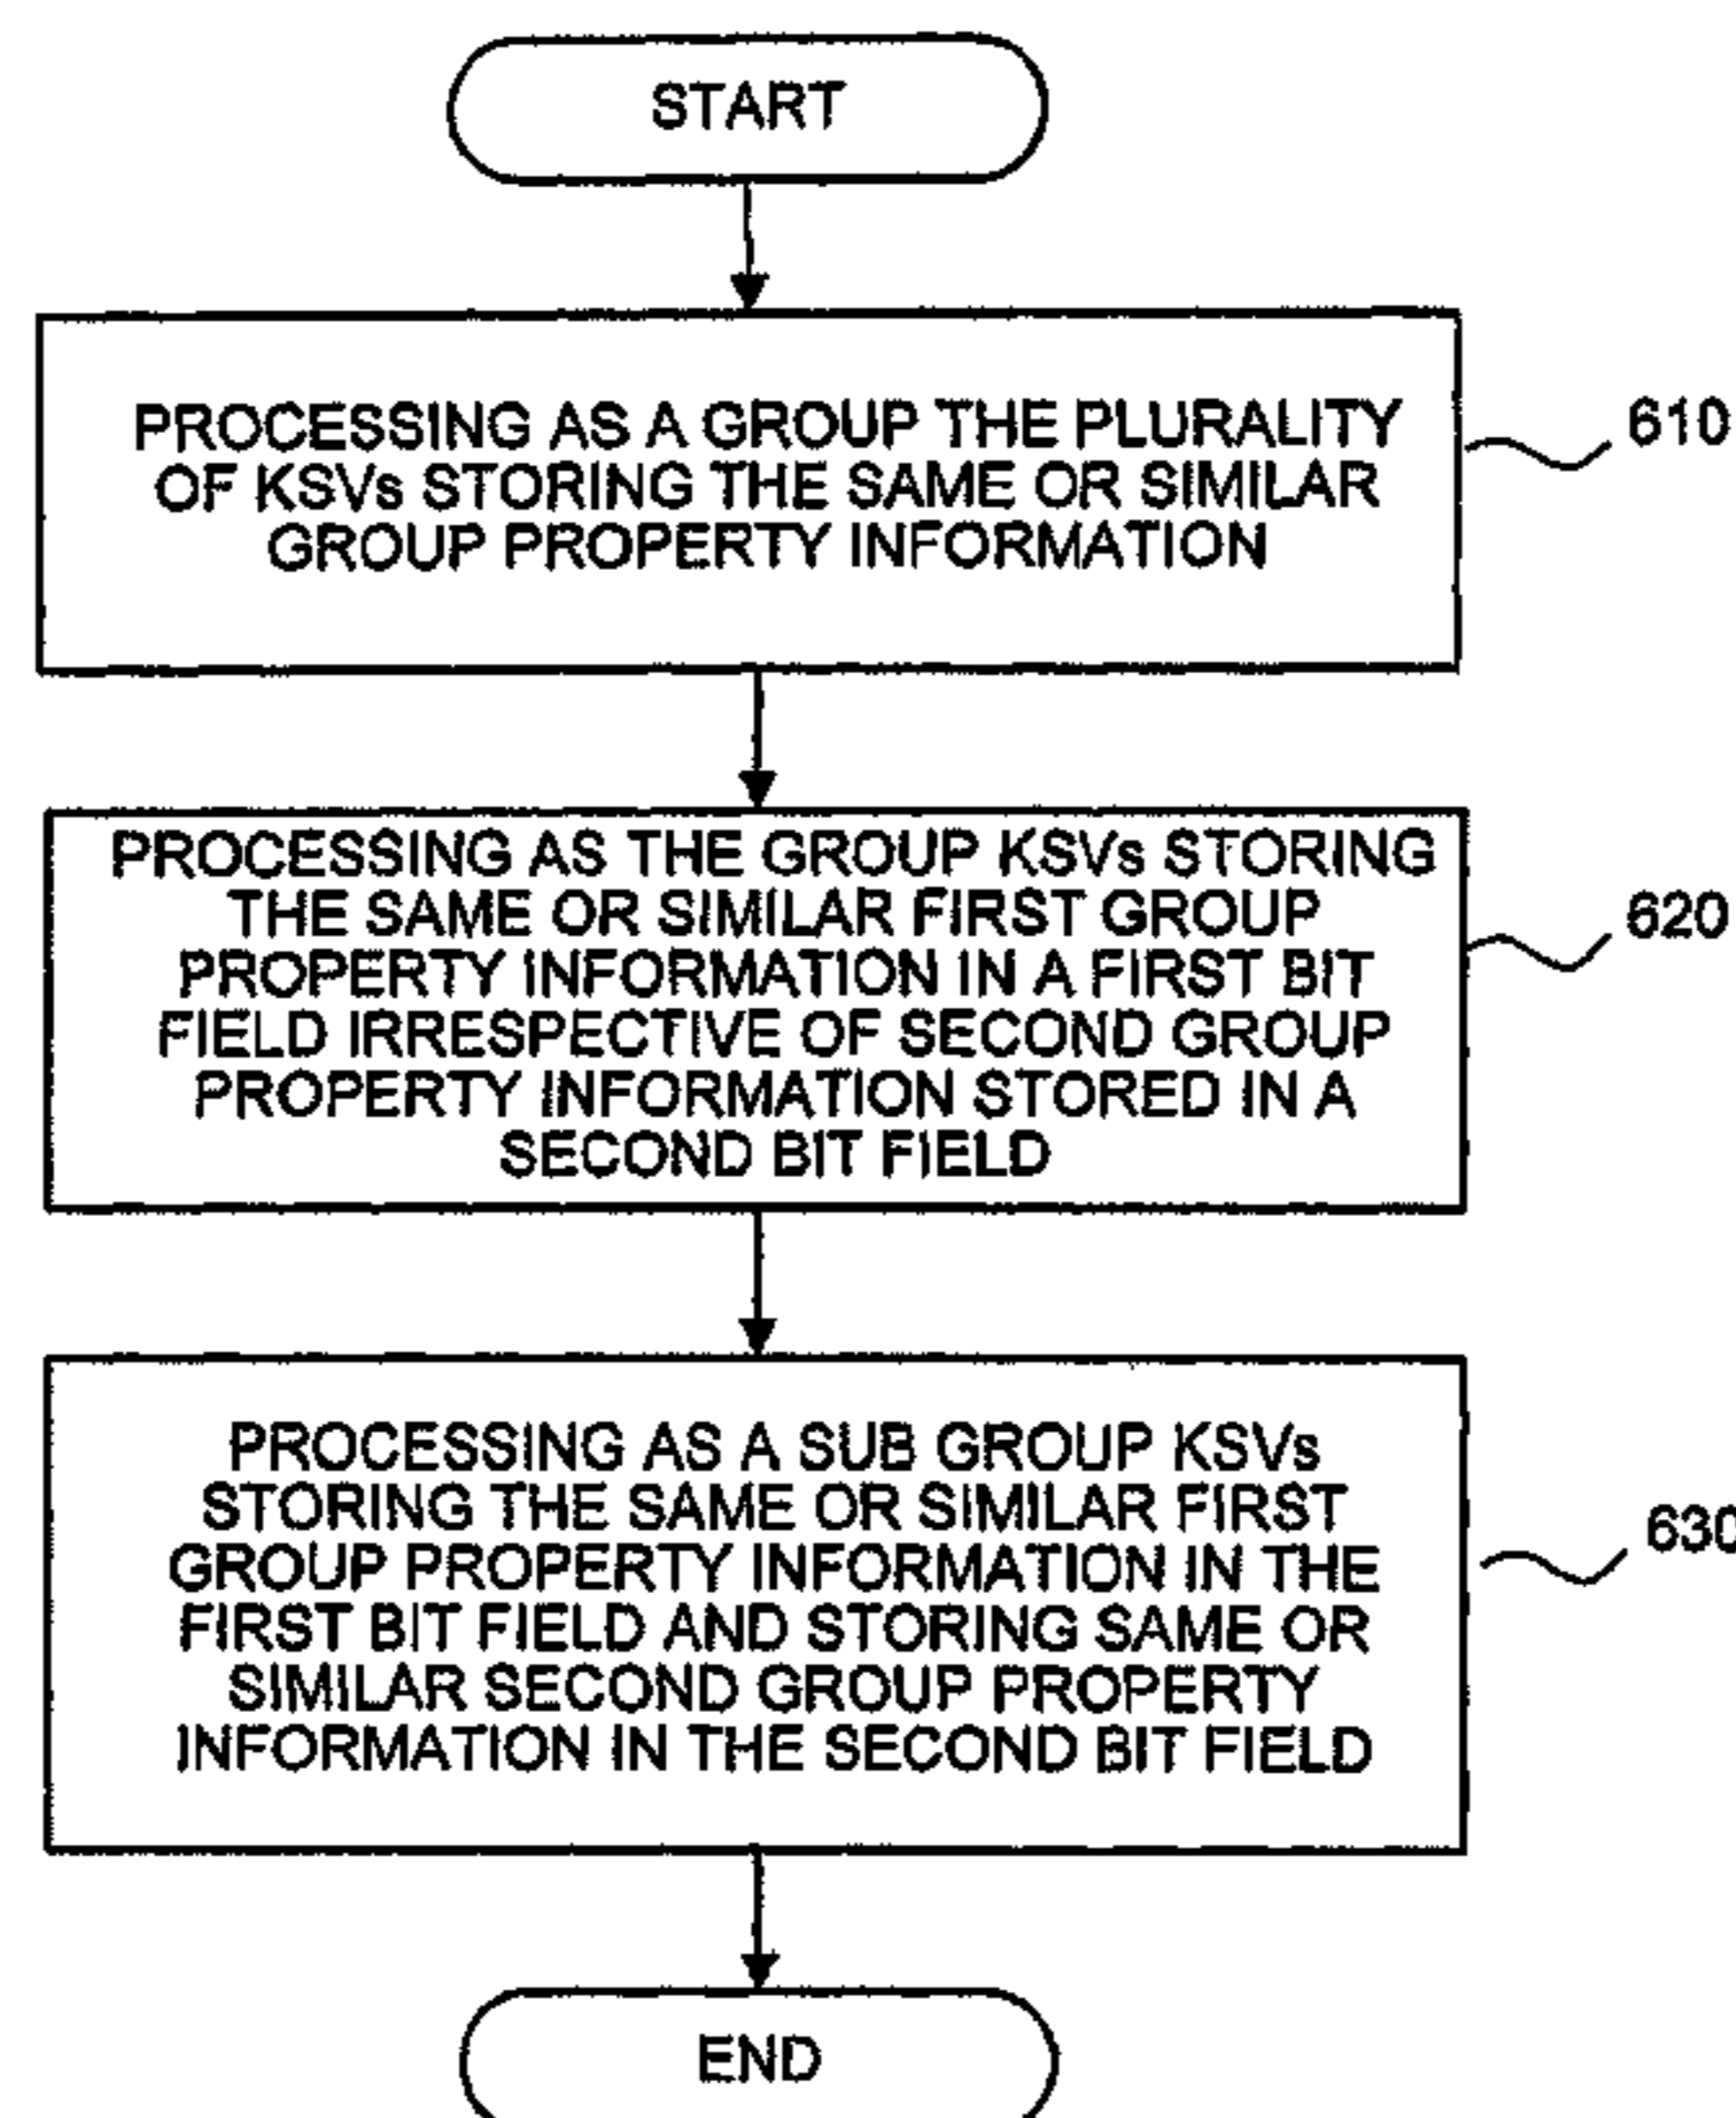 START
PROCESSING AS A GROUP THE PLURALITY
OF KSVs STORING THE SAME OR SIMILAR
GROUP PROPERTY INFORMATION
610
PROCESSING AS THE GROUP KSVs STORING
THE SAME OR SIMILAR FIRST GROUP
PROPERTY INFORMATION IN A FIRST BIT
FIELD IRRESPECTIVE OF SECOND GROUP
PROPERTY INFORMATION STORED IN A
SECOND BIT FIELD
620
PROCESSING AS A SUB GROUP KSVs
STORING THE SAME OR SIMILAR FIRST
GROUP PROPERTY INFORMATION IN THE
FIRST BIT FIELD AND STORING SAME OR
SIMILAR SECOND GROUP PROPERTY
INFORMATION IN THE SECOND BIT FIELD
630
END